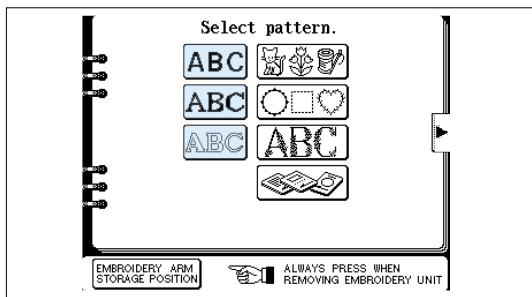 Select pattern.
ABC
ABC
ABC
ABC
EMBROIDERY ARM
STORAGE POSITION
ALWAYS PRESS WHEN
REMOVING EMBROIDERY UNIT